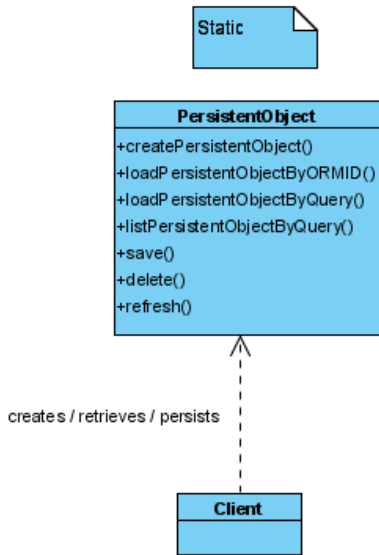 Static
PersistentObject
+createPersistentObject()
+loadPersistentObjectByORMID()
+loadPersistentObjectByQuery()
+listPersistentObjectByQuery()
+save()
+delete()
+refresh()
creates / retrieves / persists
Client